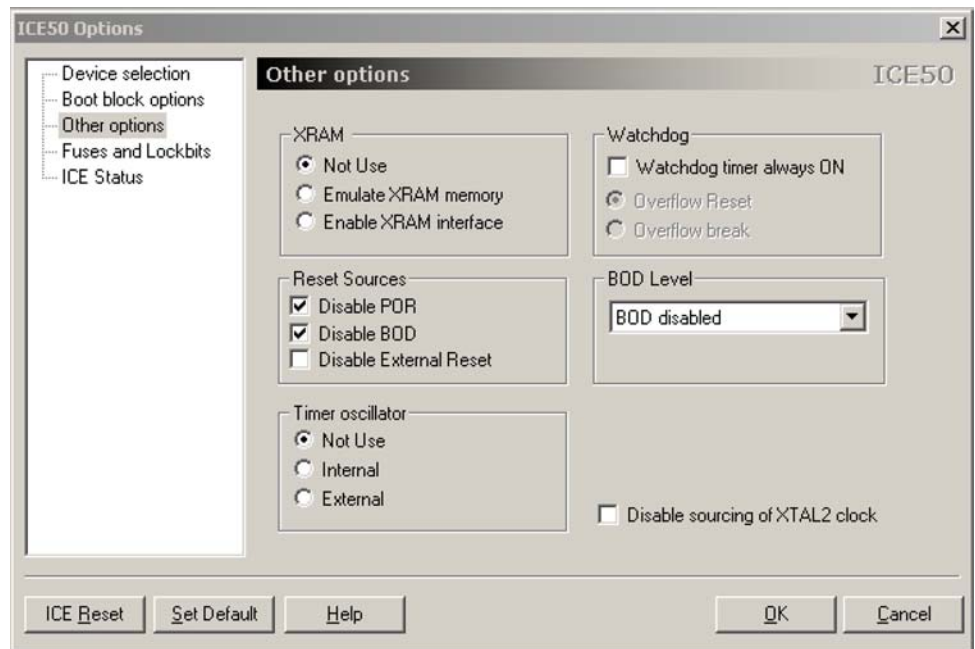 ICE50 Options
Device selection
Boot block options
Other options
Fuses and Lockbits
ICE Status
Other options
ICE50
XRAM
Not Use
Emulate XRAM memory
Enable XRAM interface
Watchdog
Watchdog timer always ON
Overflow Reset
Overflow break
Reset Sources
Disable POR
Disable BOD
Disable External Reset
BOD Level
BOD disabled
Timer oscillator
Not Use
Internal
External
Disable sourcing of XTAL2 clock
ICE Reset
Set Default
Help
OK
Cancel